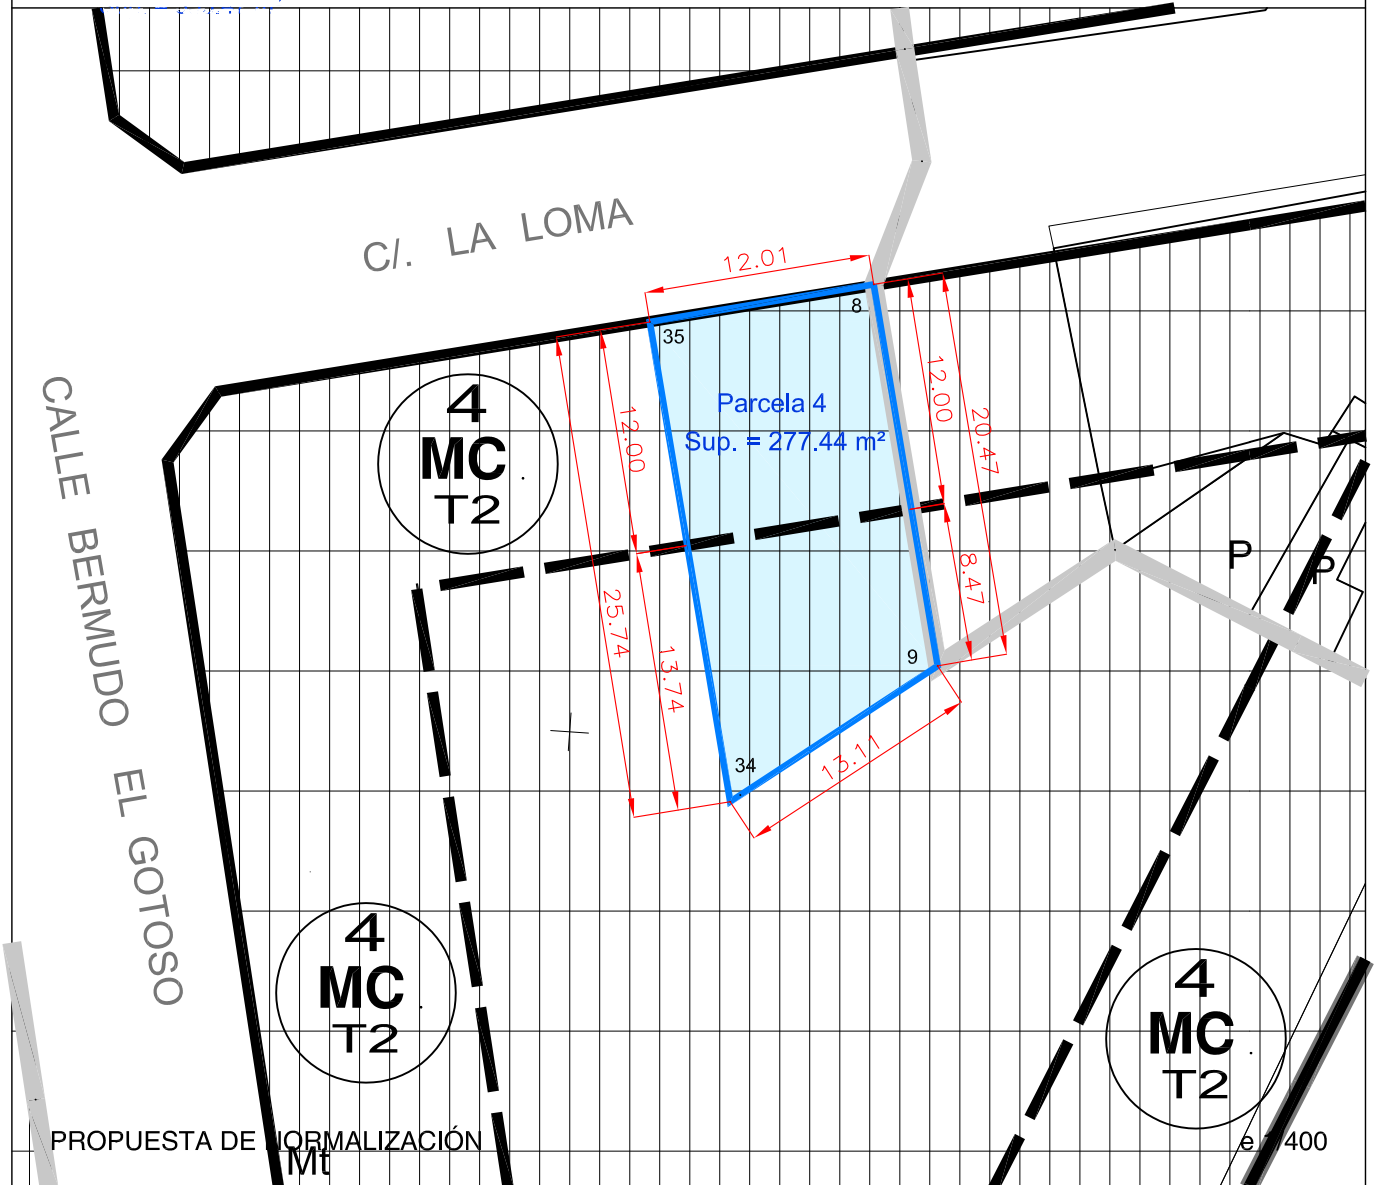 C/. LA LOMA
12.01
8
35
CALLE BERMUDO EL GOTOSO
4
MC
T2
Parcela 4
Sup. = 277.44 m²
12.00
12.00
20.47
8.47
25.74
13.74
P
P
9
34
13.11
4
MC
T2
4
MC
T2
PROPUESTA DE NORMALIZACIÓN
Mt
e 1/400